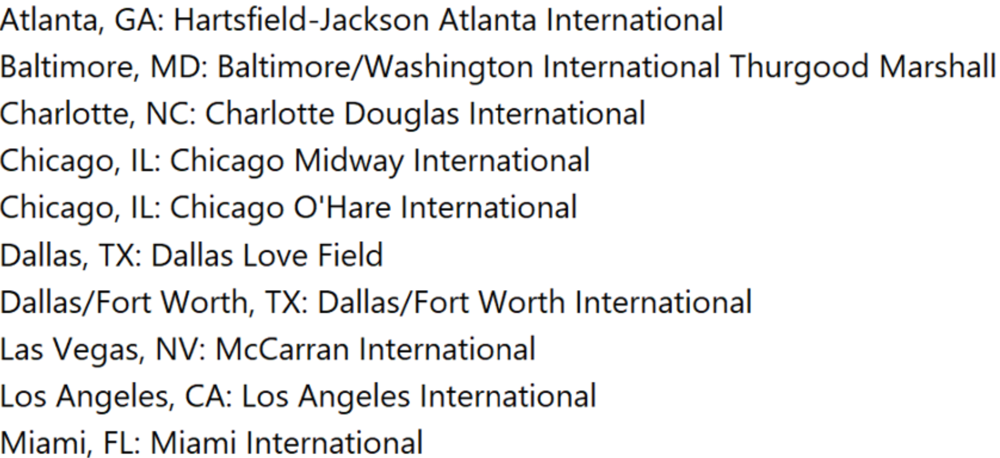 Atlanta, GA: Hartsfield-Jackson Atlanta International
Baltimore, MD: Baltimore/Washington International Thurgood Marshall
Charlotte, NC: Charlotte Douglas International
Chicago, IL: Chicago Midway International
Chicago, IL: Chicago O'Hare International
Dallas, TX: Dallas Love Field
Dallas/Fort Worth, TX: Dallas/Fort Worth International
Las Vegas, NV: McCarran International
Los Angeles, CA: Los Angeles International
Miami, FL: Miami International